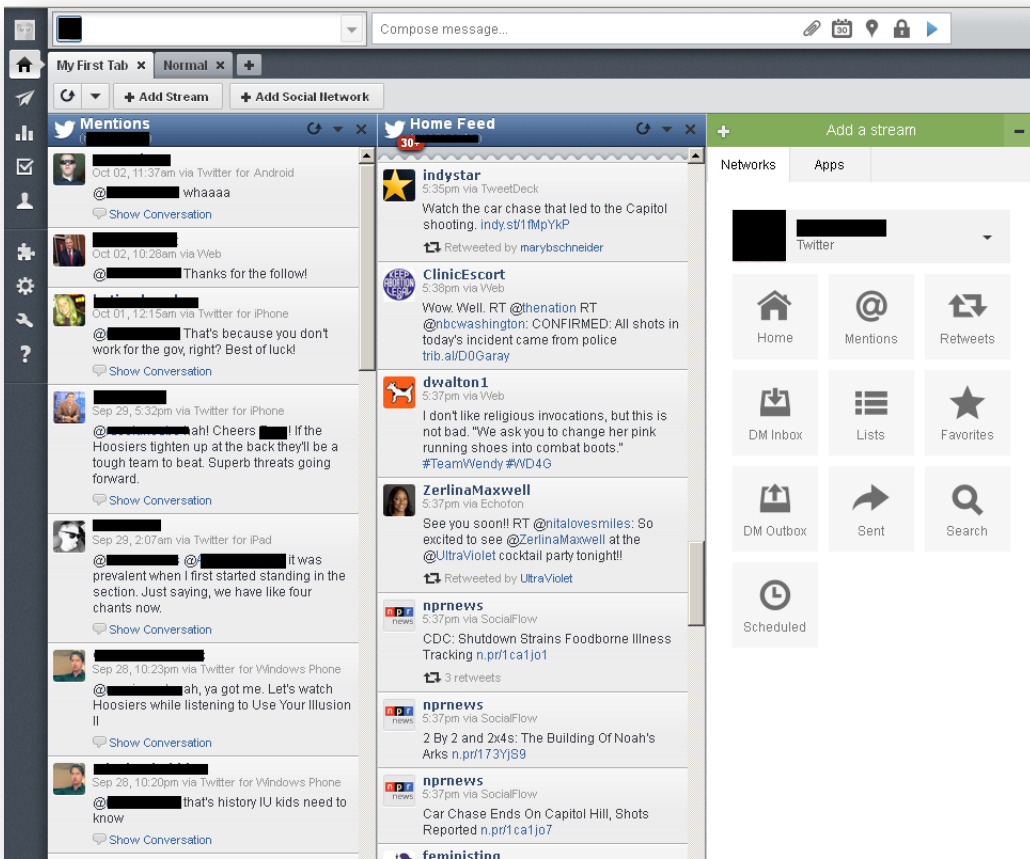 Compose message...
30
My First Tab x
Normal x
+
+ Add Stream
+ Add Social Network
Mentions
Oct 02, 11:37am via Twitter for Android
@ whaaaa
Show Conversation
Oct 02, 10:28am via Web
@ Thanks for the follow!
Oct 01, 12:15am via Twitter for iPhone
@ That's because you don't
work for the gov, right? Best of luck!
Show Conversation
Sep 29, 5:32pm via Twitter for iPhone
@ hah! Cheers ! If the
Hoosiers tighten up at the back they'll be a
tough team to beat. Superb threats going
forward.
Show Conversation
Sep 29, 2:07am via Twitter for iPad
@ @ it was
prevalent when I first started standing in the
section. Just saying, we have like four
chants now.
Show Conversation
Sep 28, 10:23pm via Twitter for Windows Phone
@ ah, ya got me. Let's watch
Hoosiers while listening to Use Your Illusion
II
Show Conversation
Sep 28, 10:20pm via Twitter for Windows Phone
@ that's history IU kids need to
know
Show Conversation
Home Feed
30+
indystar
5:35pm via TweetDeck
Watch the car chase that led to the Capitol
shooting. indy.st/1fMpYkP
Retweeted by marybschneider
KEEP ABORTION LEGAL
ClinicEscort
5:38pm via Web
Wow. Well. RT @thenation RT
@nbcwashington: CONFIRMED: All shots in
today's incident came from police
trib.al/D0Garay
dwalton1
5:37pm via Web
I don't like religious invocations, but this is
not bad. "We ask you to change her pink
running shoes into combat boots."
#TeamWendy #WD4G
ZerlinaMaxwell
5:37pm via Echofon
See you soon!! RT @nitalovesmiles: So
excited to see @ZerlinaMaxwell at the
@UltraViolet cocktail party tonight!!
Retweeted by UltraViolet
npr
news
nprnews
5:37pm via SocialFlow
CDC: Shutdown Strains Foodborne Illness
Tracking n.pr/1ca1jo1
3 retweets
npr
news
nprnews
5:37pm via SocialFlow
2 By 2 and 2x4s: The Building Of Noah's
Arks n.pr/173YjS9
npr
news
nprnews
5:37pm via SocialFlow
Car Chase Ends On Capitol Hill, Shots
Reported n.pr/1ca1jo7
feministing
+ Add a stream −
Networks
Apps
Twitter
Home
Mentions
Retweets
DM Inbox
Lists
Favorites
DM Outbox
Sent
Search
Scheduled